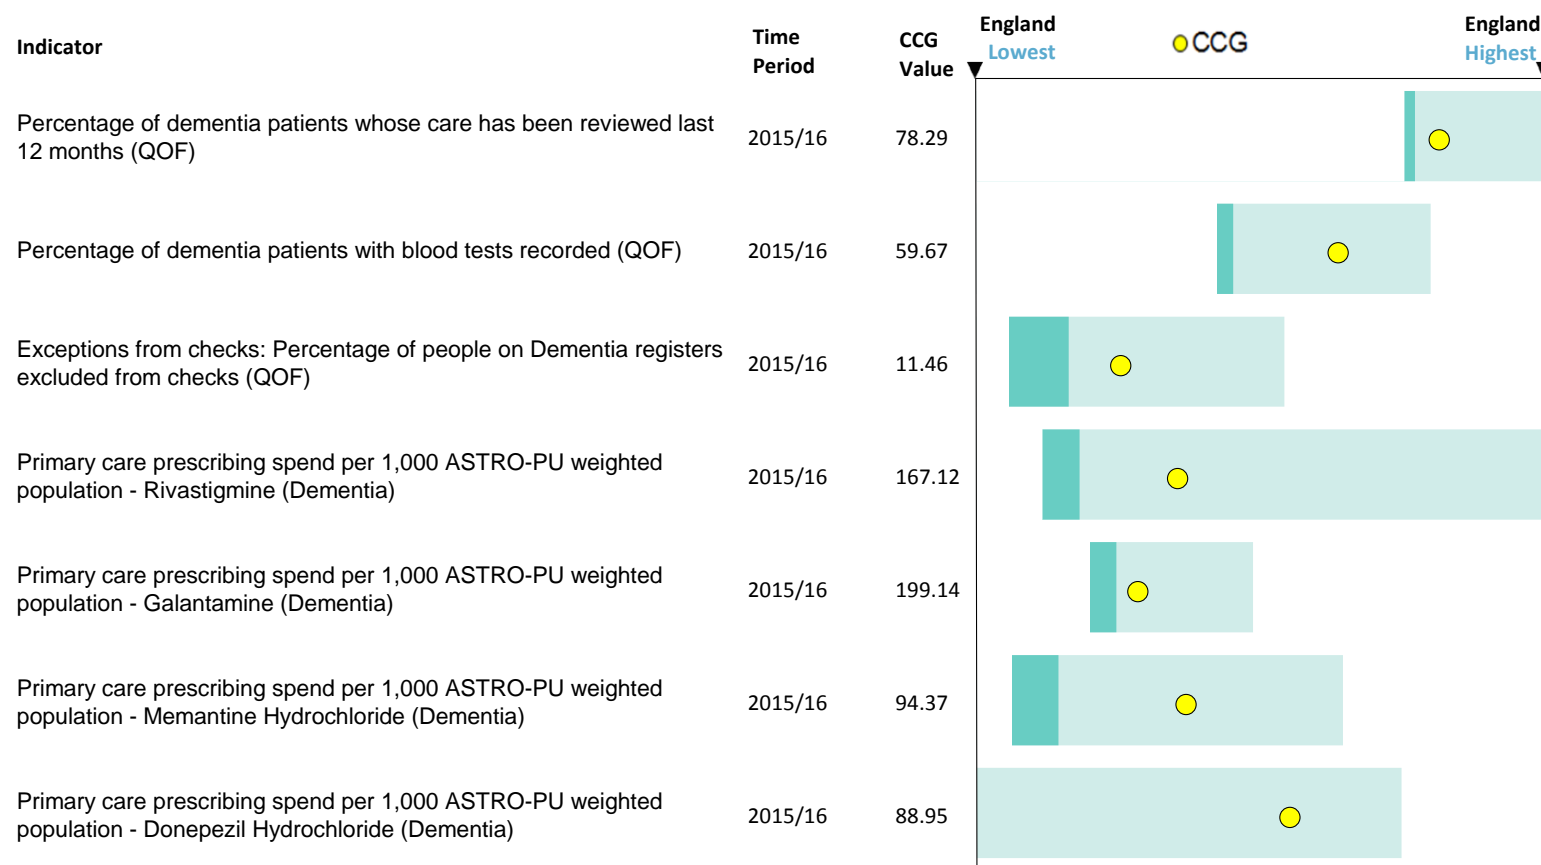 Indicator
Time
Period
CCG
Value
England
Lowest
CCG
England
Highest
Percentage of dementia patients whose care has been reviewed last
12 months (QOF)
2015/16
78.29
Percentage of dementia patients with blood tests recorded (QOF)
2015/16
59.67
Exceptions from checks: Percentage of people on Dementia registers
excluded from checks (QOF)
2015/16
11.46
Primary care prescribing spend per 1,000 ASTRO-PU weighted
population - Rivastigmine (Dementia)
2015/16
167.12
Primary care prescribing spend per 1,000 ASTRO-PU weighted
population - Galantamine (Dementia)
2015/16
199.14
Primary care prescribing spend per 1,000 ASTRO-PU weighted
population - Memantine Hydrochloride (Dementia)
2015/16
94.37
Primary care prescribing spend per 1,000 ASTRO-PU weighted
population - Donepezil Hydrochloride (Dementia)
2015/16
88.95